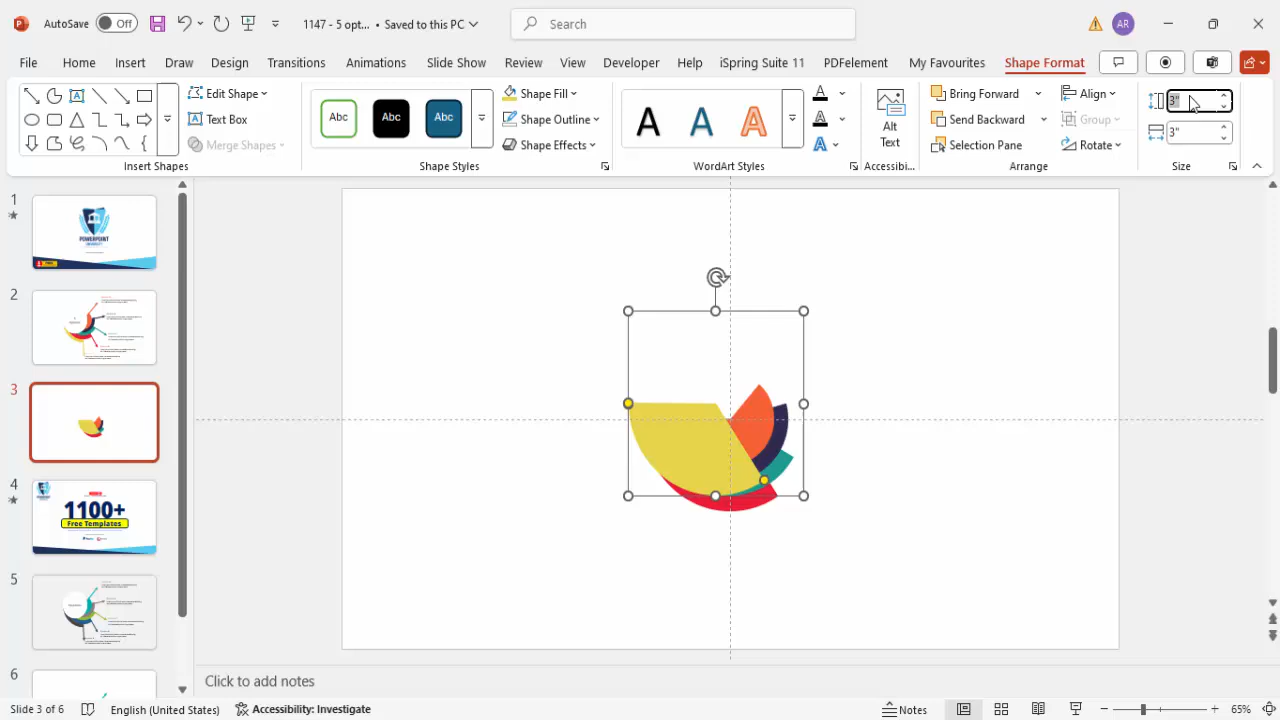 AutoSave Off 1147 - 5 opt... • Saved to this PC Search AR
File Home Insert Draw Design Transitions Animations Slide Show Review View Developer Help iSpring Suite 11 PDFelement My Favourites Shape Format
Edit Shape
Text Box
Merge Shapes
Insert Shapes
Abc Abc Abc
Shape Fill
Shape Outline
Shape Effects
Shape Styles
A A A
A
A
A
WordArt Styles
Alt
Text
Accessibi...
Bring Forward
Send Backward
Selection Pane
Align
Group
Rotate
Arrange
3"
3"
Size
1
POWERPOINT
UNIVERSITY
2
3
4
1100+
Free Templates
5
6
Click to add notes
Slide 3 of 6 English (United States) Accessibility: Investigate Notes 65%